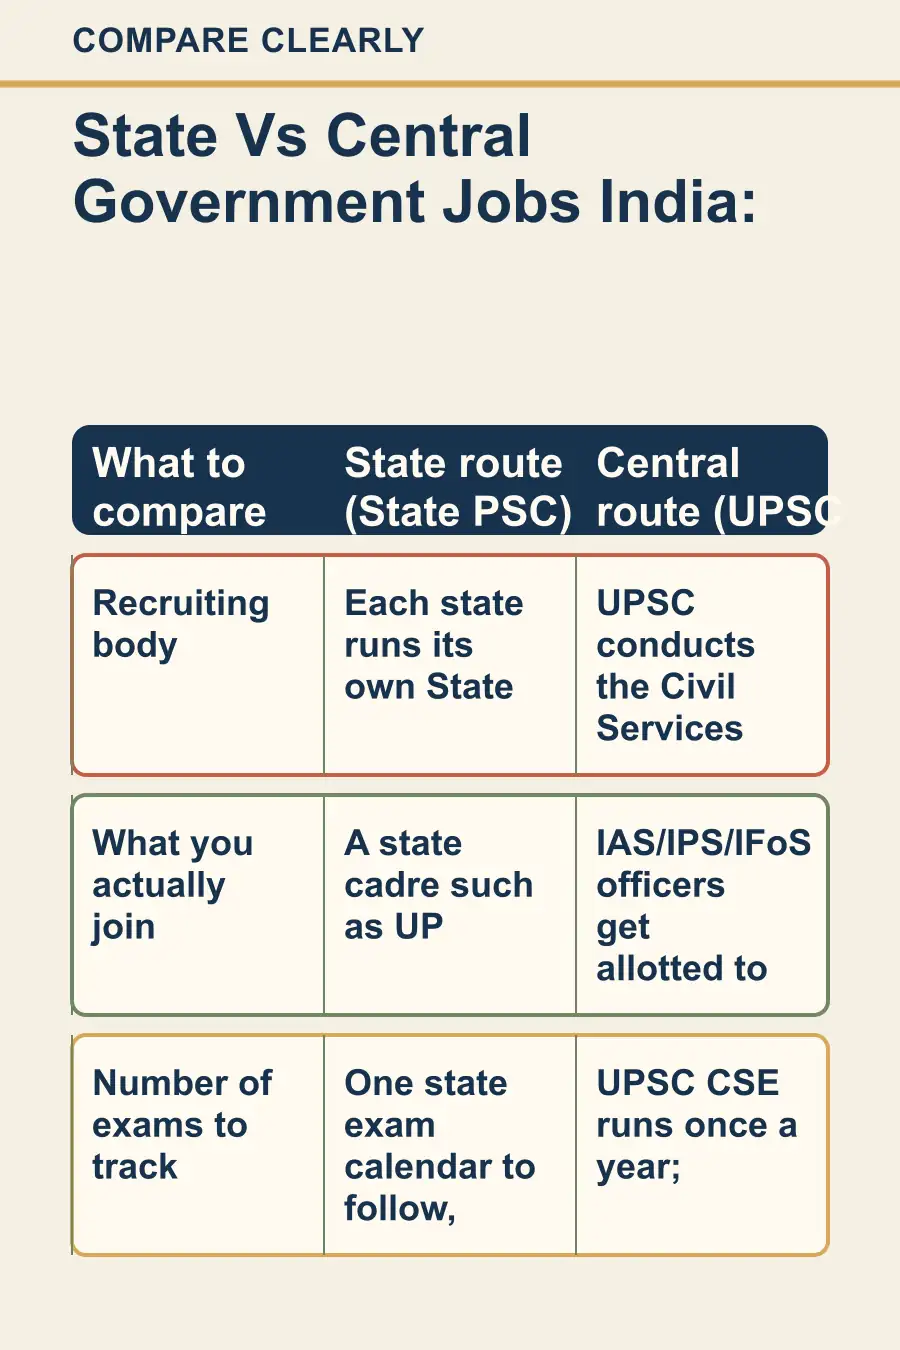 COMPARE CLEARLY
State Vs Central
Government Jobs India:
What to
compare
State route
(State PSC)
Central
route (UPSC
Recruiting
body
Each state
runs its
own State
UPSC
conducts
the Civil
Services
What you
actually
join
A state
cadre such
as UP
IAS/IPS/IFoS
officers
get
allotted to
Number of
exams to
track
One state
exam
calendar to
follow,
UPSC CSE
runs once a
year;